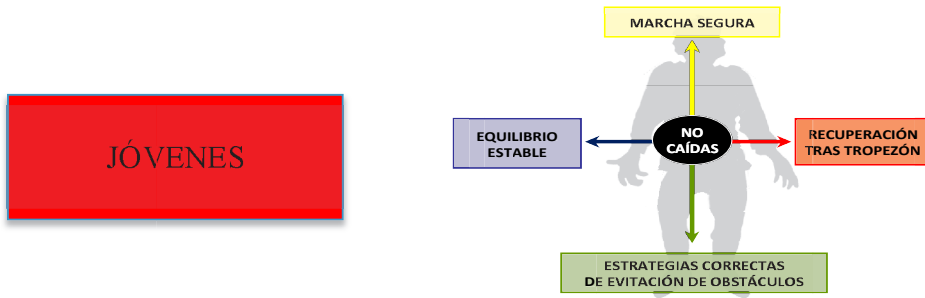 JÓVENES
MARCHA SEGURA
EQUILIBRIO
ESTABLE
NO
CAÍDAS
RECUPERACIÓN
TRAS TROPEZÓN
ESTRATEGIAS CORRECTAS
DE EVITACIÓN DE OBSTÁCULOS